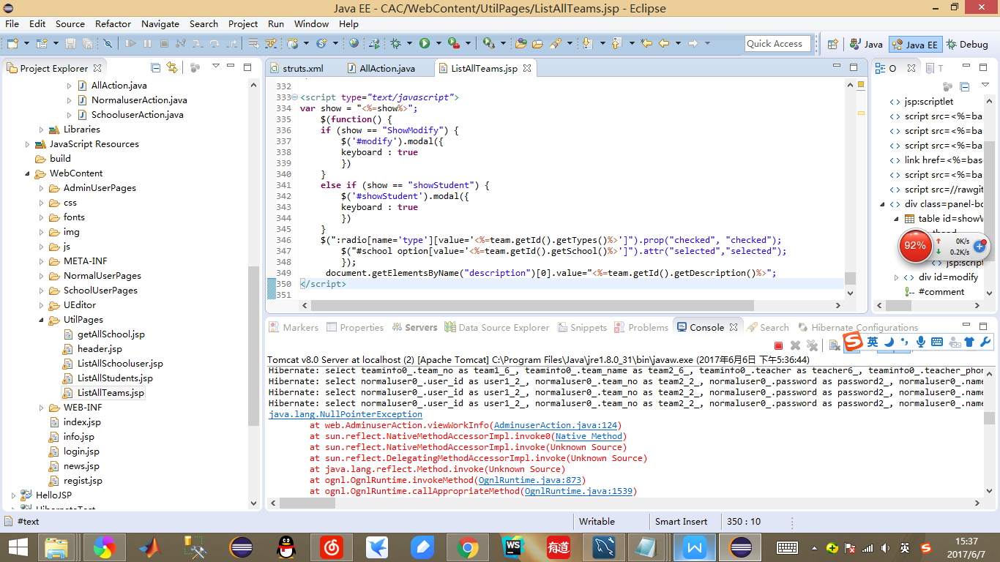 Java EE - CAC/WebContent/UtilPages/ListAllTeams.jsp - Eclipse
File Edit Source Refactor Navigate Search Project Run Window Help
Quick Access
Java
Java EE
Debug
Project Explorer
AllAction.java
NormaluserAction.java
SchooluserAction.java
Libraries
JavaScript Resources
build
WebContent
AdminUserPages
css
fonts
img
js
META-INF
NormalUserPages
SchoolUserPages
UEditor
UtilPages
getAllSchool.jsp
header.jsp
ListAllSchooluser.jsp
ListAllStudents.jsp
ListAllTeams.jsp
WEB-INF
index.jsp
info.jsp
login.jsp
news.jsp
regist.jsp
HelloJSP
struts.xml
AllAction.java
ListAllTeams.jsp
332
333 <script type="text/javascript">
334 var show = "<%=show%>";
335 $(function() {
336 if (show == "ShowModify") {
337 $('#modify').modal({
338 keyboard : true
339 })
340 }
341 else if (show == "showStudent") {
342 $('#showStudent').modal({
343 keyboard : true
344 })
345 }
346 $(":radio[name='type'][value='<%=team.getId().getTypes()%>']").prop("checked", "checked");
347 $("#school option[value='<%=team.getId().getSchool()%>']").attr("selected","selected");
348 });
349 document.getElementsByName("description")[0].value="<%=team.getId().getDescription()%>";
350 </script>
351
O
T
jsp:scriptlet
script src=<%=ba
script src=<%=ba
script src=<%=ba
link href=<%=bas
script src=<%=ba
script src=//rawgit
div class=panel-bo
table id=showW
92%
0K/s
0.2K/s
div id=modify
#comment
Markers Properties Servers Data Source Explorer Snippets Problems Console Search Hibernate Configurations
英
Tomcat v8.0 Server at localhost (2) [Apache Tomcat] C:\Program Files\Java\jre1.8.0_31\bin\javaw.exe (2017年6月6日 下午5:36:44)
Hibernate: select teaminfo0_.team_no as team1_6_, teaminfo0_.team_name as team2_6_, teaminfo0_.teacher as teacher6_, teaminfo0_.teacher_phon
Hibernate: select normaluser0_.user_id as user1_2_, normaluser0_.team_no as team2_2_, normaluser0_.password as password2_, normaluser0_.name
Hibernate: select normaluser0_.user_id as user1_2_, normaluser0_.team_no as team2_2_, normaluser0_.password as password2_, normaluser0_.name
Hibernate: select normaluser0_.user_id as user1_2_, normaluser0_.team_no as team2_2_, normaluser0_.password as password2_, normaluser0_.name
java.lang.NullPointerException
at web.AdminuserAction.viewWorkInfo(AdminuserAction.java:124)
at sun.reflect.NativeMethodAccessorImpl.invoke0(Native Method)
at sun.reflect.NativeMethodAccessorImpl.invoke(Unknown Source)
at sun.reflect.DelegatingMethodAccessorImpl.invoke(Unknown Source)
at java.lang.reflect.Method.invoke(Unknown Source)
at ognl.OgnlRuntime.invokeMethod(OgnlRuntime.java:873)
at ognl.OgnlRuntime.callAppropriateMethod(OgnlRuntime.java:1539)
#text
Writable
Smart Insert
350 : 10
WS
有道
英
15:37
2017/6/7